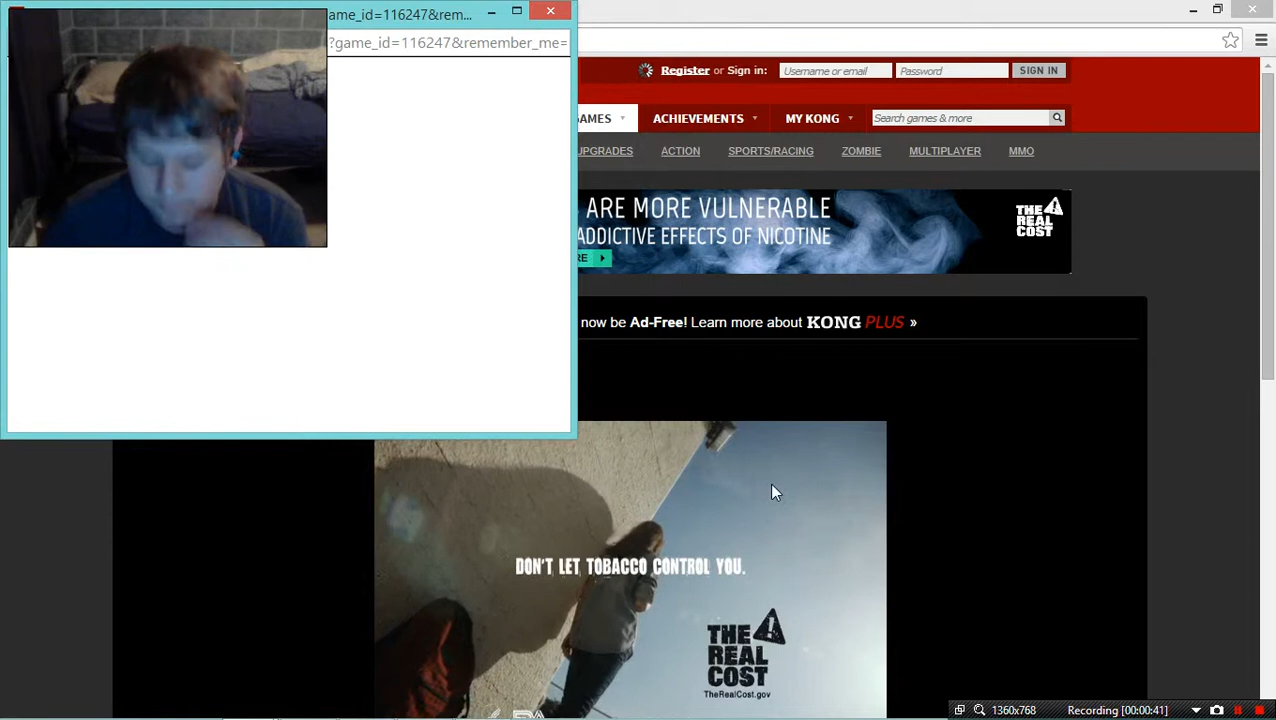 ame_id=116247&rem...
?game_id=116247&remember_me=
Register or Sign in: Username or email Password SIGN IN
GAMES ACHIEVEMENTS MY KONG Search games & more
UPGRADES ACTION SPORTS/RACING ZOMBIE MULTIPLAYER MMO
ARE MORE VULNERABLE
ADDICTIVE EFFECTS OF NICOTINE
RE
THE
REAL
COST
now be Ad-Free! Learn more about KONG PLUS »
DON'T LET TOBACCO CONTROL YOU.
THE
REAL
COST
TheRealCost.gov
1360x768 Recording [00:00:41]